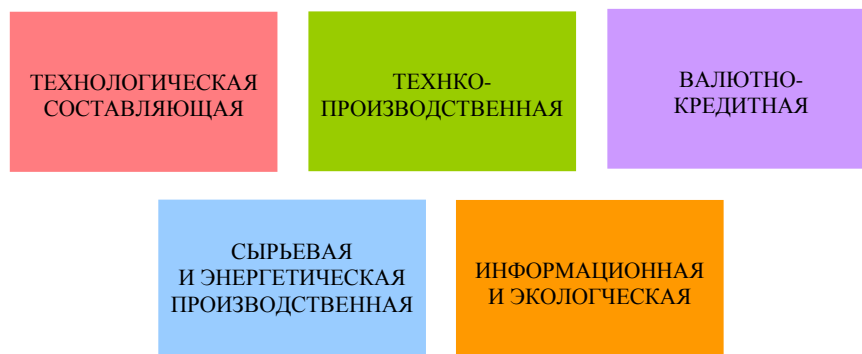 ТЕХНОЛОГИЧЕСКАЯ
СОСТАВЛЯЮЩАЯ
ТЕХНКО-
ПРОИЗВОДСТВЕННАЯ
ВАЛЮТНО-
КРЕДИТНАЯ
СЫРЬЕВАЯ
И ЭНЕРГЕТИЧЕСКАЯ
ПРОИЗВОДСТВЕННАЯ
ИНФОРМАЦИОННАЯ
И ЭКОЛОГЧЕСКАЯ